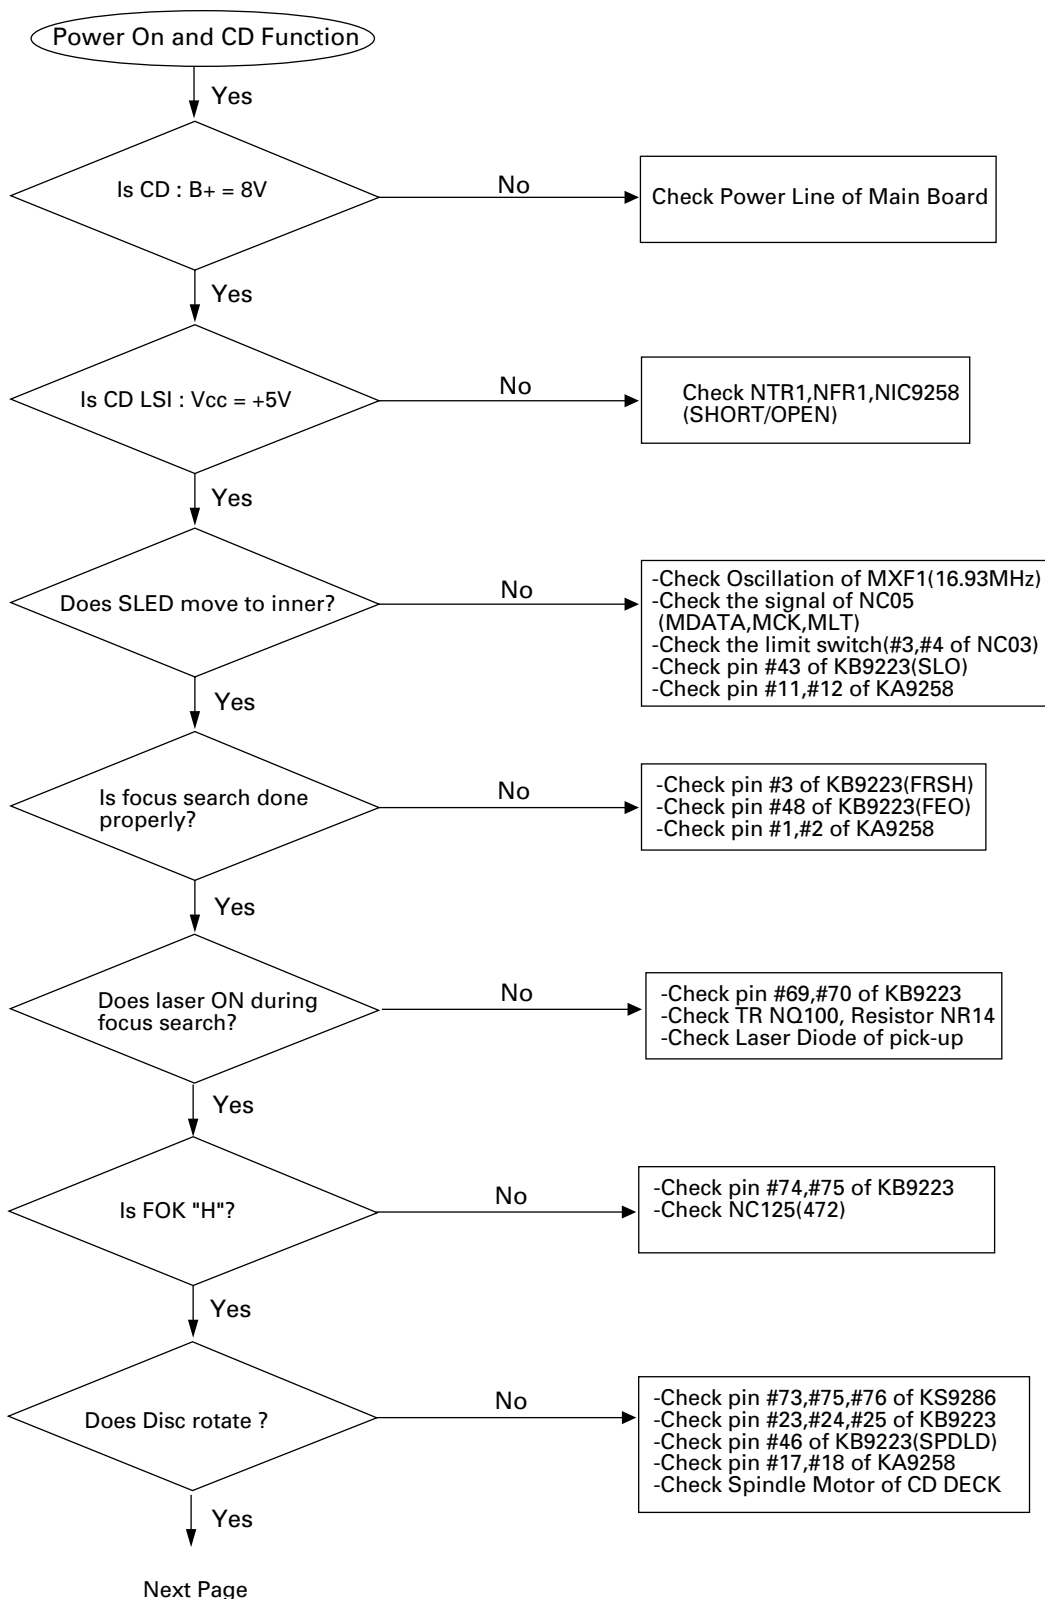 Power On and CD Function
Yes
Is CD : B+ = 8V
No
Check Power Line of Main Board
Yes
Is CD LSI : Vcc = +5V
No
Check NTR1,NFR1,NIC9258
(SHORT/OPEN)
Yes
Does SLED move to inner?
No
-Check Oscillation of MXF1(16.93MHz)
-Check the signal of NC05
(MDATA,MCK,MLT)
-Check the limit switch(#3,#4 of NC03)
-Check pin #43 of KB9223(SLO)
-Check pin #11,#12 of KA9258
Yes
Is focus search done
properly?
No
-Check pin #3 of KB9223(FRSH)
-Check pin #48 of KB9223(FEO)
-Check pin #1,#2 of KA9258
Yes
Does laser ON during
focus search?
No
-Check pin #69,#70 of KB9223
-Check TR NQ100, Resistor NR14
-Check Laser Diode of pick-up
Yes
Is FOK "H"?
No
-Check pin #74,#75 of KB9223
-Check NC125(472)
Yes
Does Disc rotate ?
No
-Check pin #73,#75,#76 of KS9286
-Check pin #23,#24,#25 of KB9223
-Check pin #46 of KB9223(SPDLD)
-Check pin #17,#18 of KA9258
-Check Spindle Motor of CD DECK
Yes
Next Page